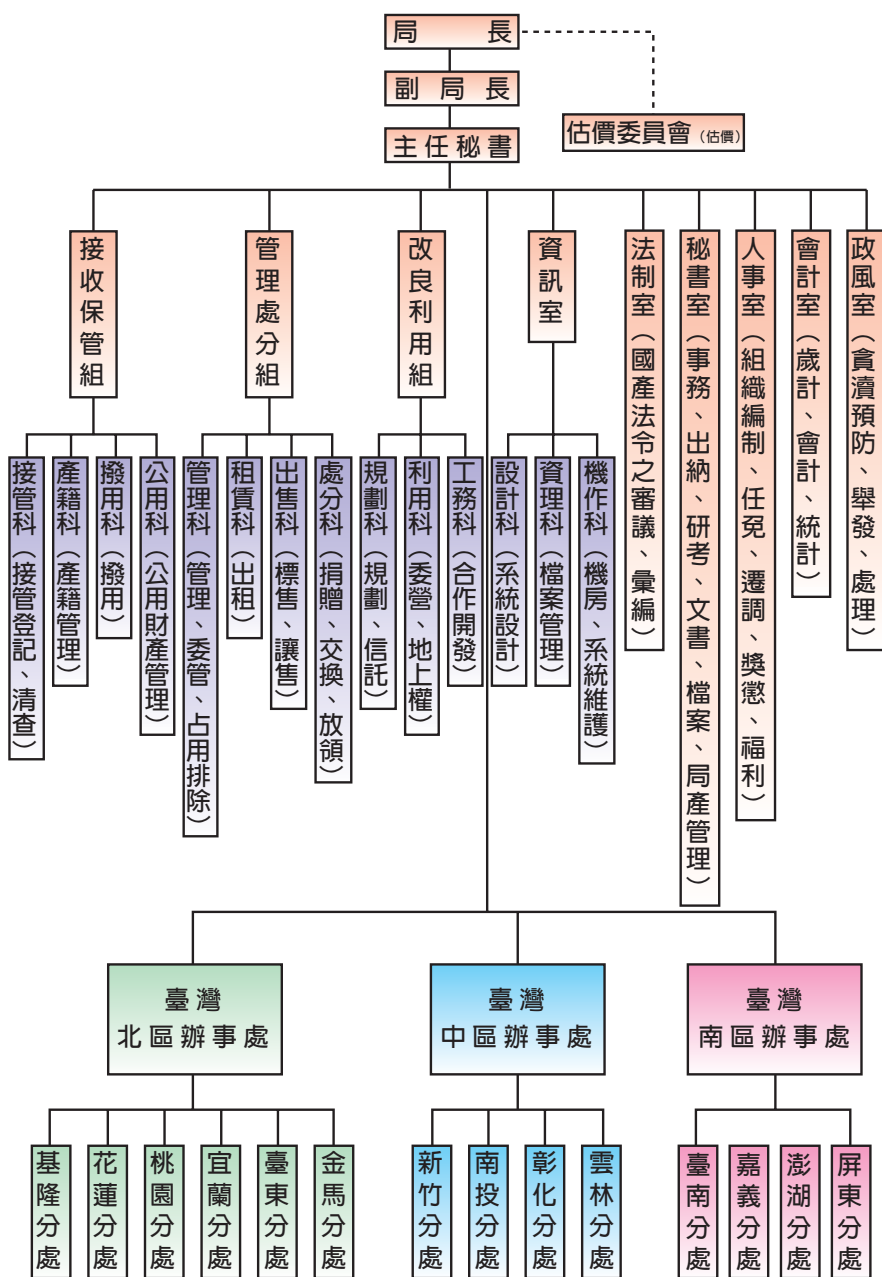 局長
副局長
主任秘書
估價委員會（估價）
接收保管組
管理處分組
改良利用組
資訊室
法制室（國產法令之審議、彙編）
秘書室（事務、出納、研考、文書、檔案、局產管理）
人事室（組織編制、任免、遷調、獎懲、福利）
會計室（歲計、會計、統計）
政風室（貪瀆預防、舉發、處理）
接管科（接管登記、清查）
產籍科（產籍管理）
撥用科（撥用）
公用科（公用財產管理）
管理科（管理、委管、占用排除）
租賃科（出租）
出售科（標售、讓售）
處分科（捐贈、交換、放領）
規劃科（規劃、信託）
利用科（委營、地上權）
工務科（合作開發）
設計科（系統設計）
資理科（檔案管理）
機作科（機房、系統維護）
臺灣
北區辦事處
臺灣
中區辦事處
臺灣
南區辦事處
基隆分處
花蓮分處
桃園分處
宜蘭分處
臺東分處
金馬分處
新竹分處
南投分處
彰化分處
雲林分處
臺南分處
嘉義分處
澎湖分處
屏東分處